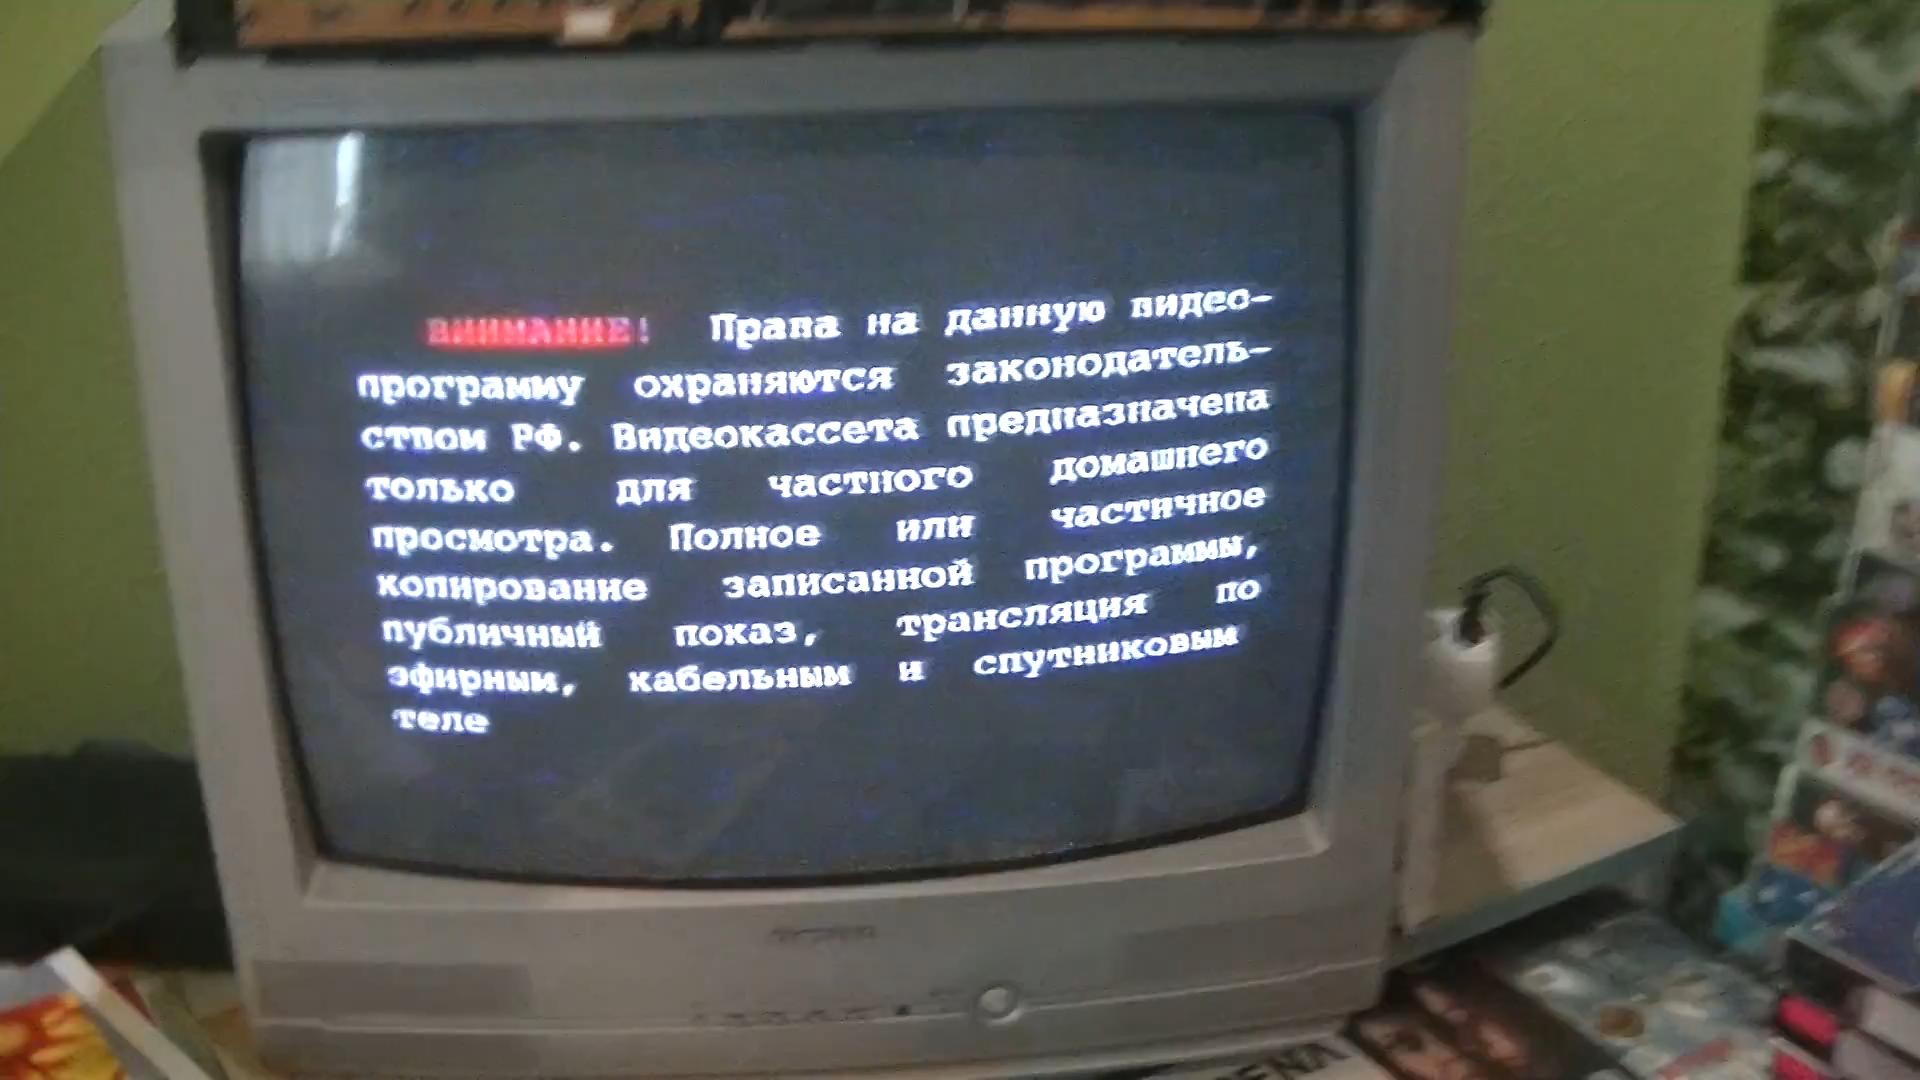 ВНИМАНИЕ! Права на данную видео-
программу охраняются законодатель-
ством РФ. Видеокассета предназначена
только для частного домашнего
просмотра. Полное или частичное
копирование записанной программы,
публичный показ, трансляция по
эфирным, кабельным и спутниковым
теле